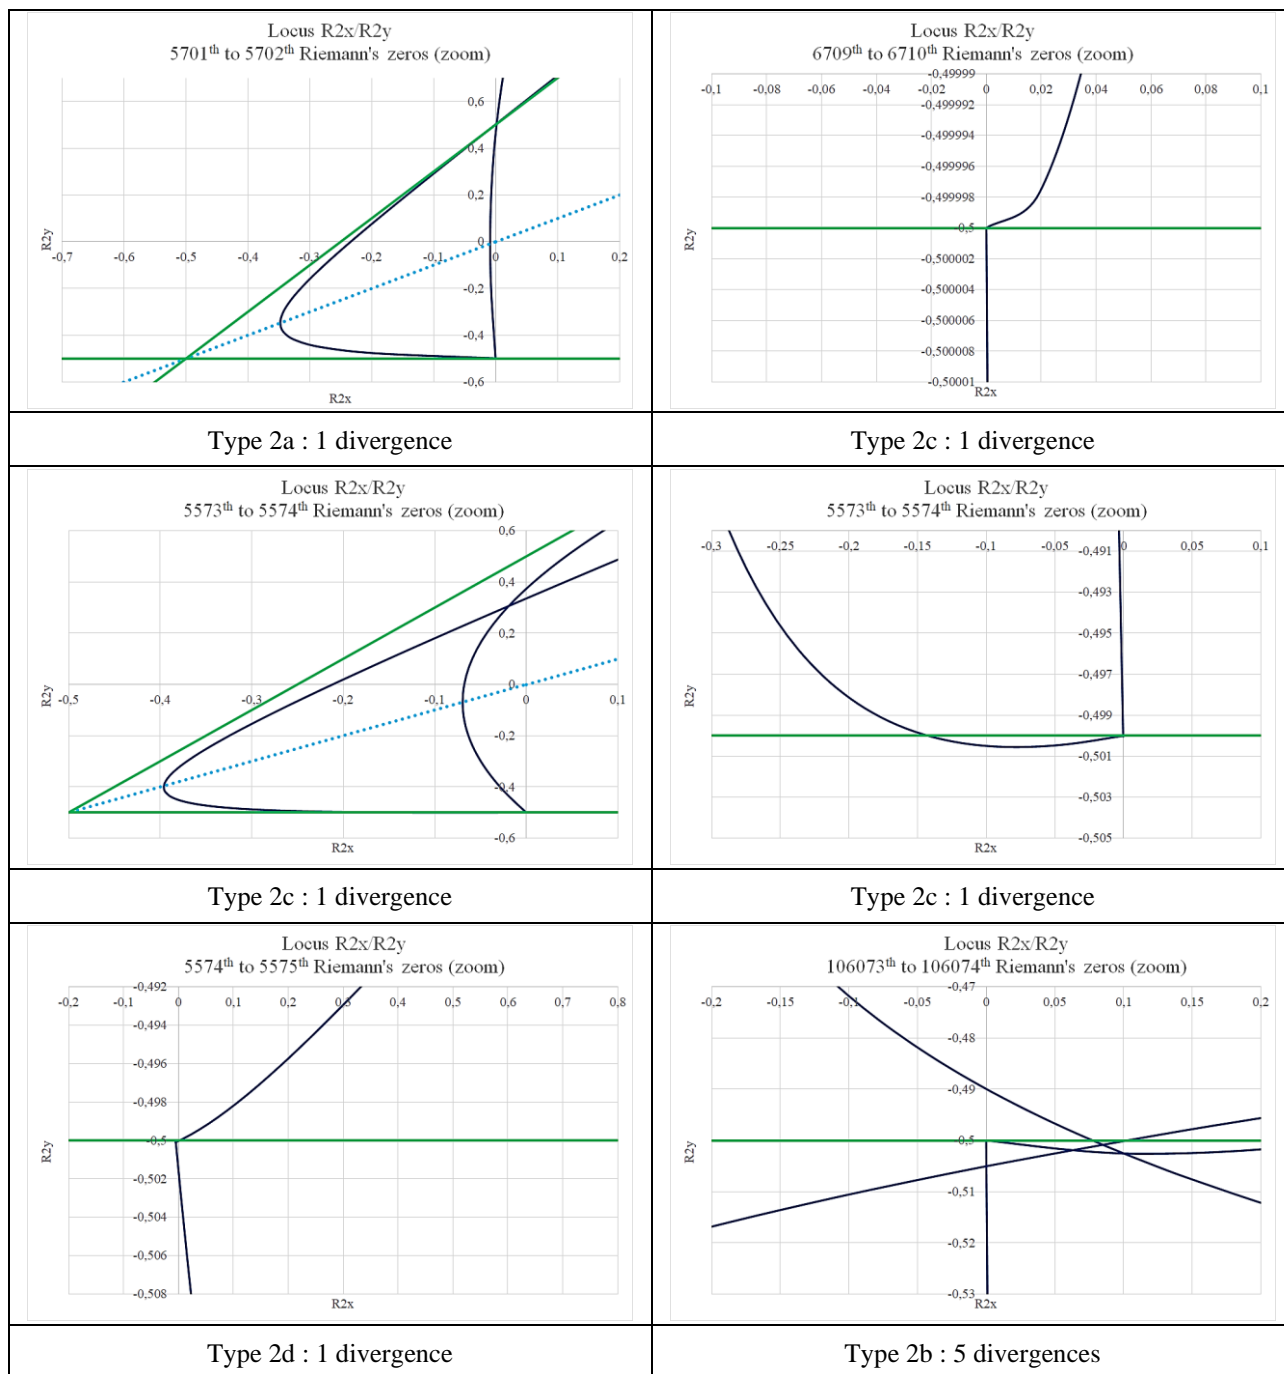 Locus R2x/R2y
5701th to 5702th Riemann's zeros (zoom)
0,6
0,4
0,2
0
-0,7 -0,6 -0,5 -0,4 -0,3 -0,2 -0,1 0 0,1 0,2
-0,2
-0,4
-0,6
R2y
R2x
Type 2a : 1 divergence
Locus R2x/R2y
6709th to 6710th Riemann's zeros (zoom)
-0,49999
-0,1 -0,08 -0,06 -0,04 -0,02 0 0,02 0,04 0,06 0,08 0,1
-0,499992
-0,499994
-0,499996
-0,499998
-0,5
-0,500002
-0,500004
-0,500006
-0,500008
-0,50001
R2y
R2x
Type 2c : 1 divergence
Locus R2x/R2y
5573th to 5574th Riemann's zeros (zoom)
0,6
0,4
0,2
0
-0,5 -0,4 -0,3 -0,2 -0,1 0 0,1
-0,2
-0,4
-0,6
R2y
R2x
Type 2c : 1 divergence
Locus R2x/R2y
5573th to 5574th Riemann's zeros (zoom)
-0,3 -0,25 -0,2 -0,15 -0,1 -0,05 0 0,05 0,1
-0,491
-0,493
-0,495
-0,497
-0,499
-0,501
-0,503
-0,505
R2y
R2x
Type 2c : 1 divergence
Locus R2x/R2y
5574th to 5575th Riemann's zeros (zoom)
-0,492
-0,2 -0,1 0 0,1 0,2 0,3 0,4 0,5 0,6 0,7 0,8
-0,494
-0,496
-0,498
-0,5
-0,502
-0,504
-0,506
-0,508
R2y
R2x
Type 2d : 1 divergence
Locus R2x/R2y
106073th to 106074th Riemann's zeros (zoom)
-0,47
-0,2 -0,15 -0,1 -0,05 0 0,05 0,1 0,15 0,2
-0,48
-0,49
-0,5
-0,51
-0,52
-0,53
R2y
R2x
Type 2b : 5 divergences